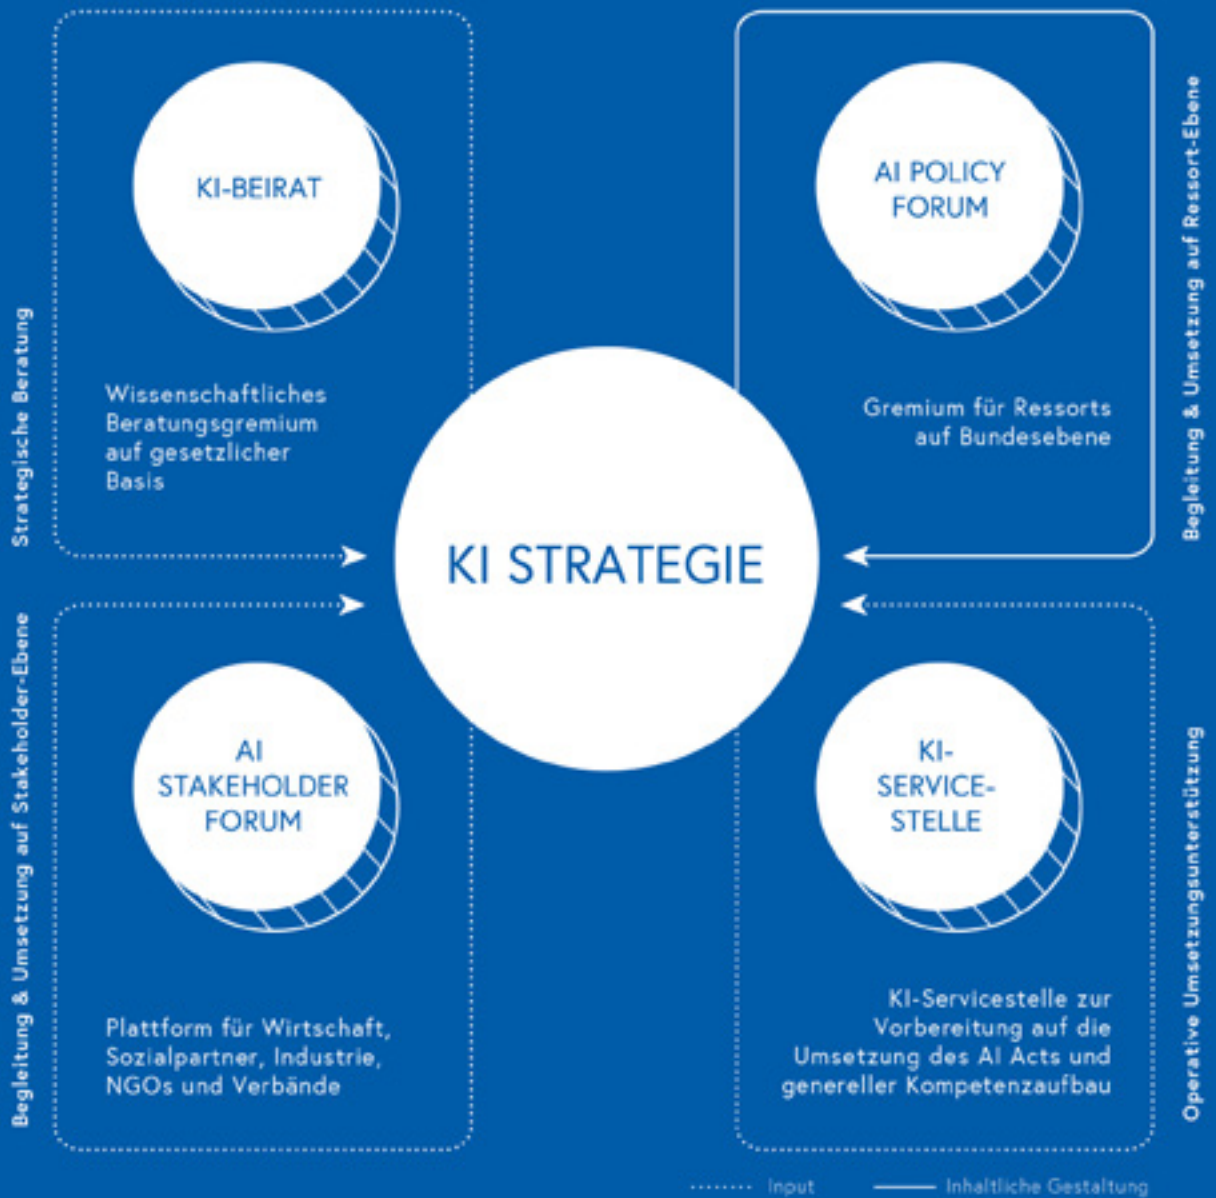 Strategische Beratung
KI-BEIRAT
Wissenschaftliches
Beratungsgremium
auf gesetzlicher
Basis
AI POLICY
FORUM
Gremium für Ressorts
auf Bundesebene
Begleitung & Umsetzung auf Ressort-Ebene
KI STRATEGIE
Begleitung & Umsetzung auf Stakeholder-Ebene
AI
STAKEHOLDER
FORUM
Plattform für Wirtschaft,
Sozialpartner, Industrie,
NGOs und Verbände
KI-
SERVICE-
STELLE
KI-Servicestelle zur
Vorbereitung auf die
Umsetzung des AI Acts und
genereller Kompetenzaufbau
Operative Umsetzungsunterstützung
Input
Inhaltliche Gestaltung